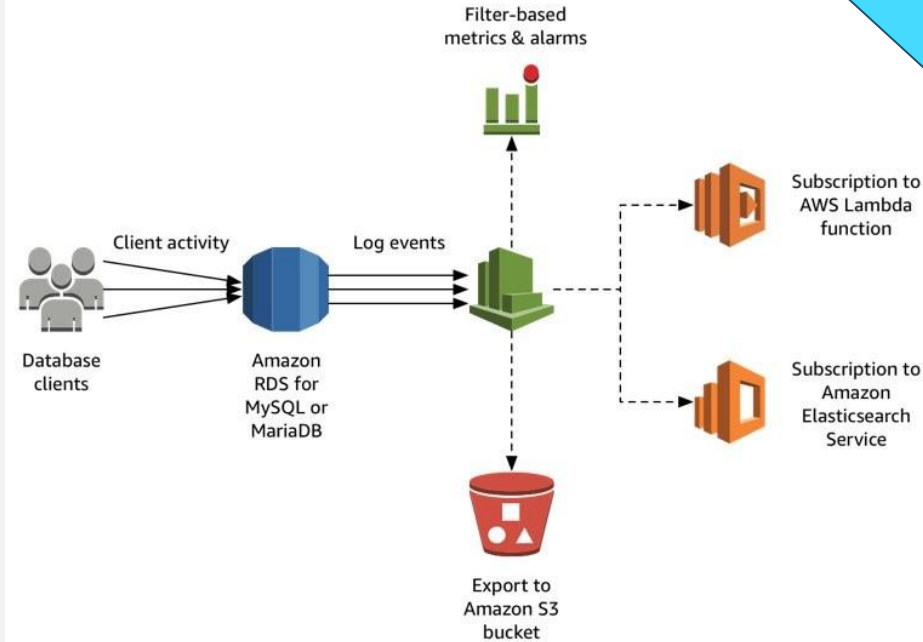 Filter-based
metrics & alarms
Client activity
Log events
Subscription to
AWS Lambda
function
Database
clients
Amazon
RDS for
MySQL or
MariaDB
Subscription to
Amazon
Elasticsearch
Service
Export to
Amazon S3
bucket